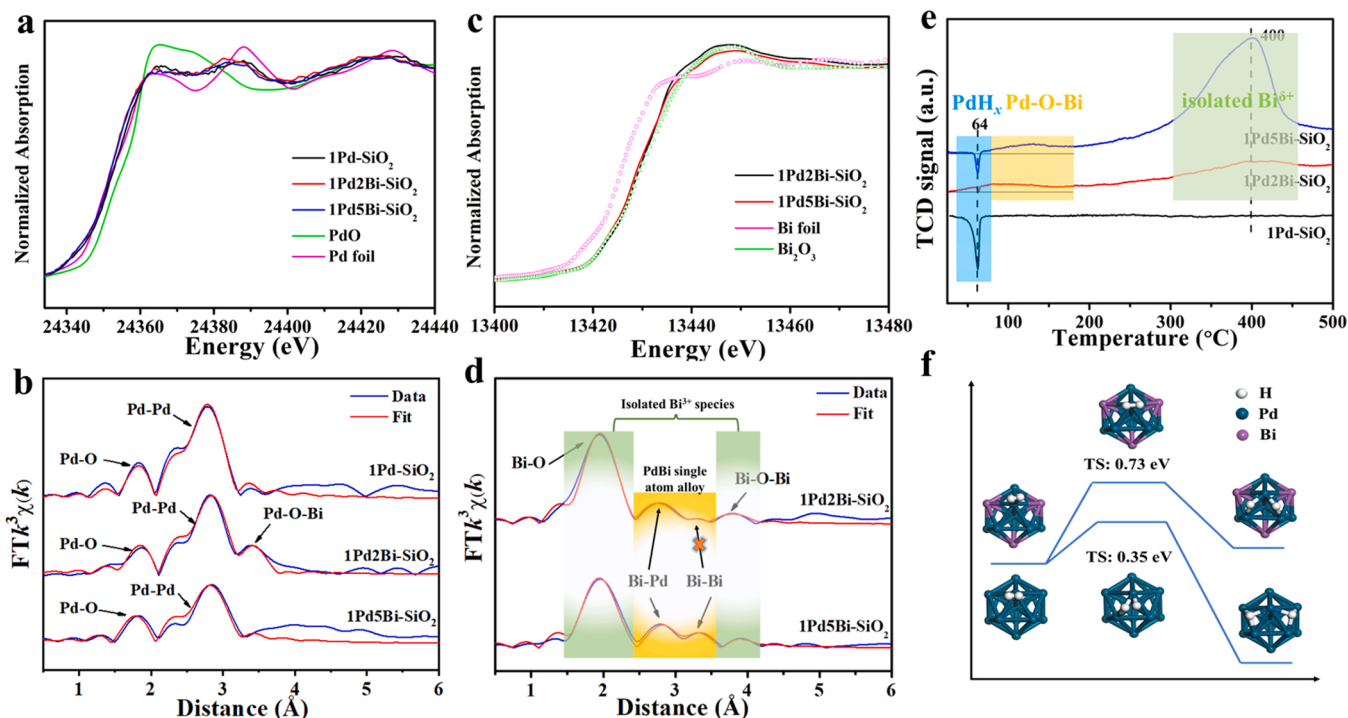 a
Normalized Absorption
1Pd-SiO₂
1Pd2Bi-SiO₂
1Pd5Bi-SiO₂
PdO
Pd foil
24340 24360 24380 24400 24420 24440
Energy (eV)
c
Normalized Absorption
1Pd2Bi-SiO₂
1Pd5Bi-SiO₂
Bi foil
Bi₂O₃
13400 13420 13440 13460 13480
Energy (eV)
e
TCD signal (a.u.)
400
PdHₓ Pd-O-Bi
isolated Biᵟ⁺
64
1Pd5Bi-SiO₂
1Pd2Bi-SiO₂
1Pd-SiO₂
100 200 300 400 500
Temperature (°C)
b
FTk³χ(k)
Data
Fit
Pd-Pd
Pd-O
1Pd-SiO₂
Pd-Pd
Pd-O-Bi
Pd-O
1Pd2Bi-SiO₂
Pd-Pd
Pd-O
1Pd5Bi-SiO₂
1 2 3 4 5 6
Distance (Å)
d
FTk³χ(k)
Data
Fit
Isolated Bi³⁺ species
Bi-O
PdBi single
atom alloy
Bi-O-Bi
1Pd2Bi-SiO₂
Bi-Pd
Bi-Bi
1Pd5Bi-SiO₂
1 2 3 4 5 6
Distance (Å)
f
H
Pd
Bi
TS: 0.73 eV
TS: 0.35 eV